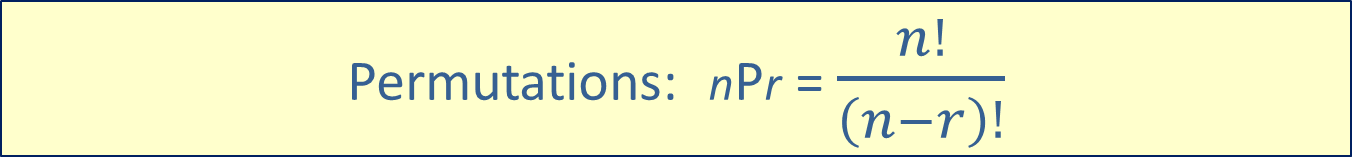 Permutations: nPr = n!/(n−r)!